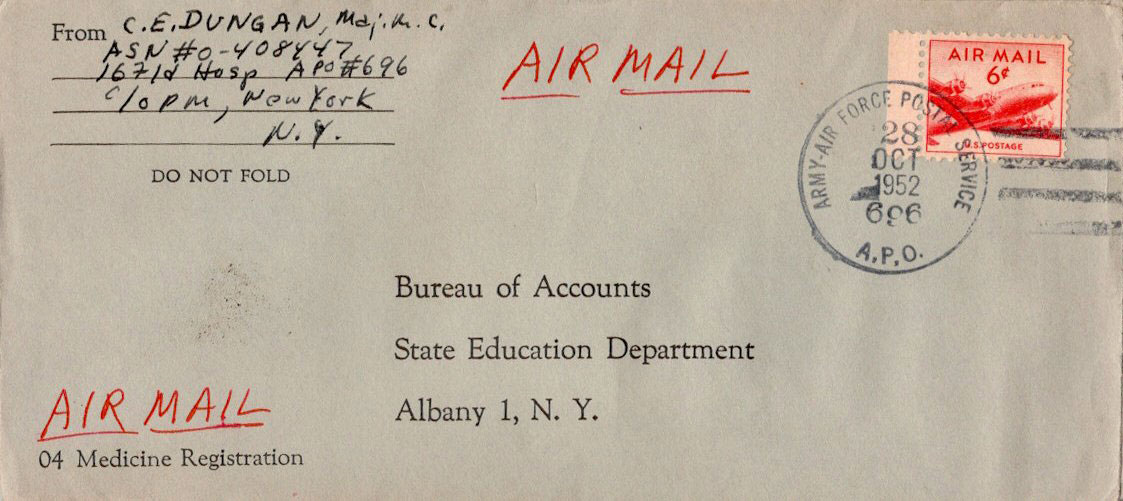 From C.E. DUNGAN, Maj. M.C.
ASN #O-408447
1671d Hosp APO #696
c/o PM, New York
N.Y.
DO NOT FOLD
AIR MAIL
AIR MAIL
6¢
U.S. POSTAGE
ARMY-AIR FORCE POSTAL SERVICE
28
OCT
1952
696
A.P.O.
Bureau of Accounts
State Education Department
Albany 1, N. Y.
AIR MAIL
04 Medicine Registration